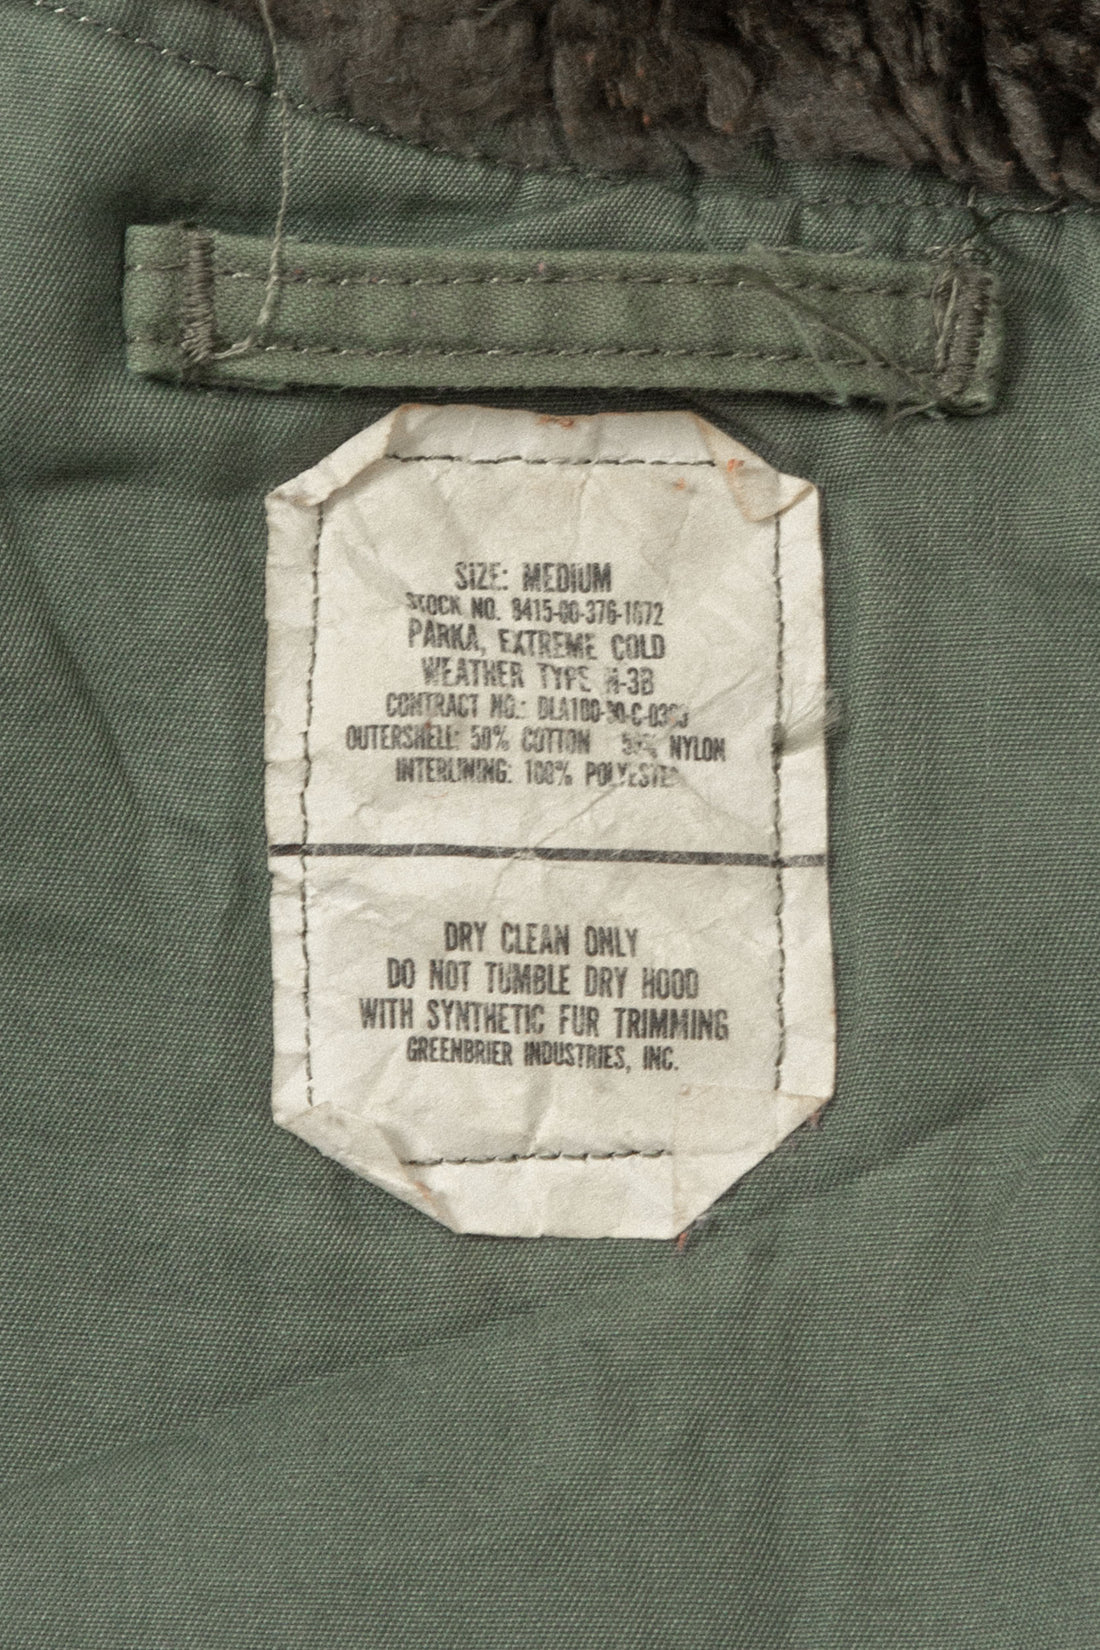 SIZE: MEDIUM
STOCK NO. 8415-00-376-1672
PARKA, EXTREME COLD
WEATHER TYPE N-3B
CONTRACT NO.:
OUTERSHELL: 50% COTTON 50% NYLON
INTERLINING: 100% POLYESTER
DRY CLEAN ONLY
DO NOT TUMBLE DRY HOOD
WITH SYNTHETIC FUR TRIMMING
GREENBRIER INDUSTRIES, INC.